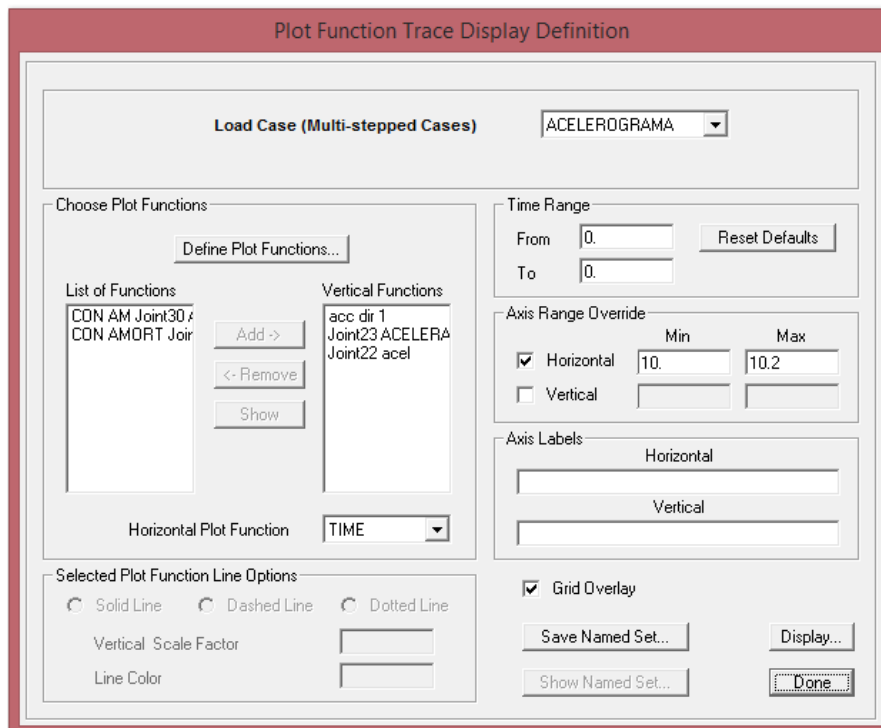 Plot Function Trace Display Definition
Load Case (Multi-stepped Cases)
ACELEROGRAMA
Choose Plot Functions
Define Plot Functions...
List of Functions
CON AM Joint30 A
CON AMORT Joir
Add ->
<- Remove
Show
Vertical Functions
acc dir 1
Joint23 ACELERA
Joint22 acel
Horizontal Plot Function
TIME
Selected Plot Function Line Options
Solid Line
Dashed Line
Dotted Line
Vertical Scale Factor
Line Color
Time Range
From
0.
Reset Defaults
To
0.
Axis Range Override
Min
Max
Horizontal
10.
10.2
Vertical
Axis Labels
Horizontal
Vertical
Grid Overlay
Save Named Set...
Display...
Show Named Set...
Done